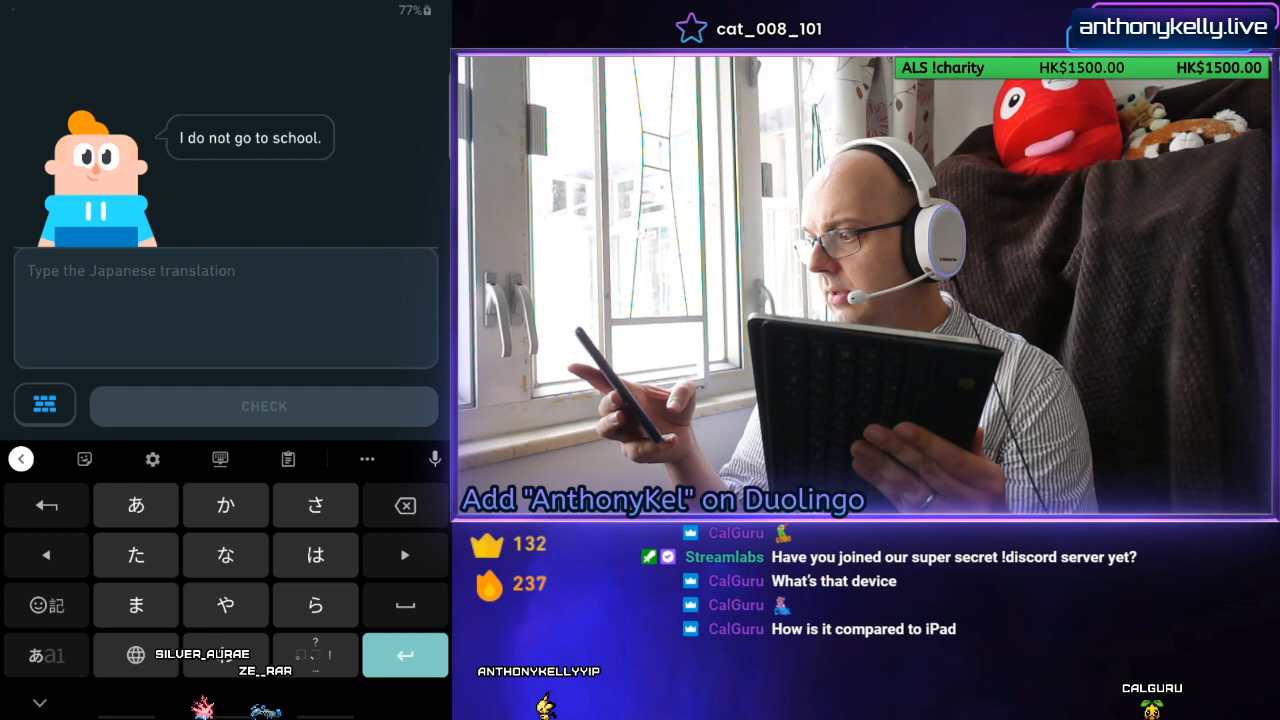 77%
cat_008_101
anthonykelly.live
ALS !charity HK$1500.00 HK$1500.00
I do not go to school.
Type the Japanese translation
CHECK
あ か さ
た な は
ま や ら
記
あa1
? ! ...
SILVER_AURAE
ZE__RAR
Add "AnthonyKel" on Duolingo
132
237
CalGuru
Streamlabs Have you joined our super secret !discord server yet?
CalGuru What's that device
CalGuru
CalGuru How is it compared to iPad
ANTHONYKELLYYIP
CALGURU